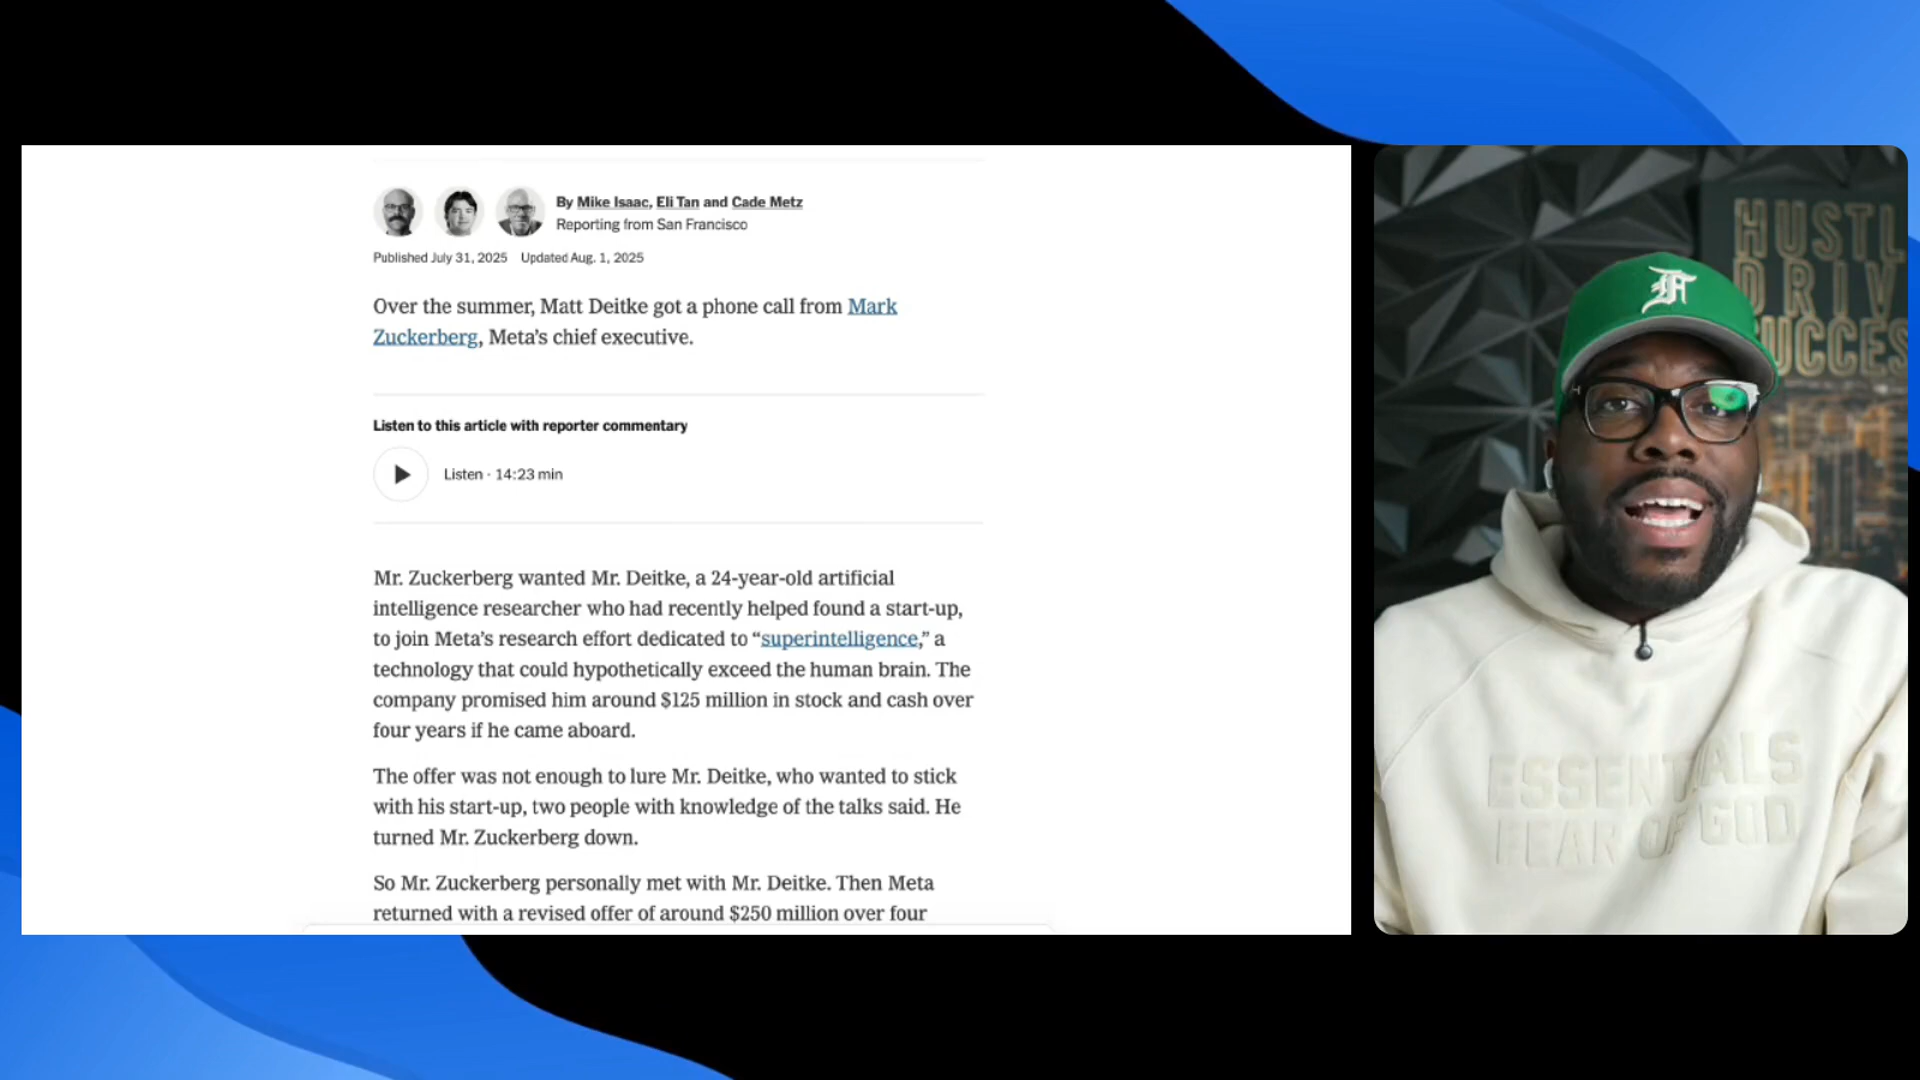 By Mike Isaac, Eli Tan and Cade Metz
Reporting from San Francisco
Published July 31, 2025 Updated Aug. 1, 2025
Over the summer, Matt Deitke got a phone call from Mark
Zuckerberg, Meta’s chief executive.
Listen to this article with reporter commentary
Listen · 14:23 min
Mr. Zuckerberg wanted Mr. Deitke, a 24-year-old artificial
intelligence researcher who had recently helped found a start-up,
to join Meta’s research effort dedicated to “superintelligence,” a
technology that could hypothetically exceed the human brain. The
company promised him around $125 million in stock and cash over
four years if he came aboard.
The offer was not enough to lure Mr. Deitke, who wanted to stick
with his start-up, two people with knowledge of the talks said. He
turned Mr. Zuckerberg down.
So Mr. Zuckerberg personally met with Mr. Deitke. Then Meta
returned with a revised offer of around $250 million over four
HUSTL
DRIV
UCCES
F
ESSENTIALS
FEAR OF GOD